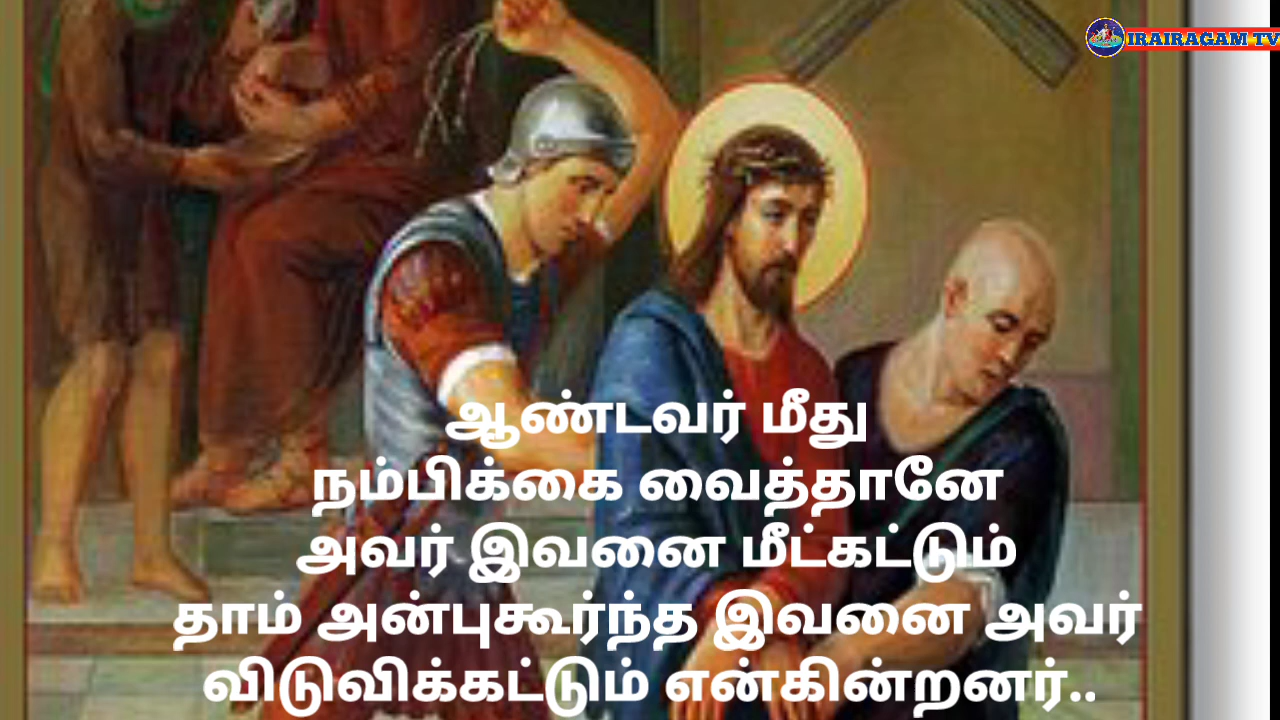 IRAIRAGAM TV
ஆண்டவர் மீது
நம்பிக்கை வைத்தானே
அவர் இவனை மீட்கட்டும்
தாம் அன்புகூர்ந்த இவனை அவர்
விடுவிக்கட்டும் என்கின்றனர்..